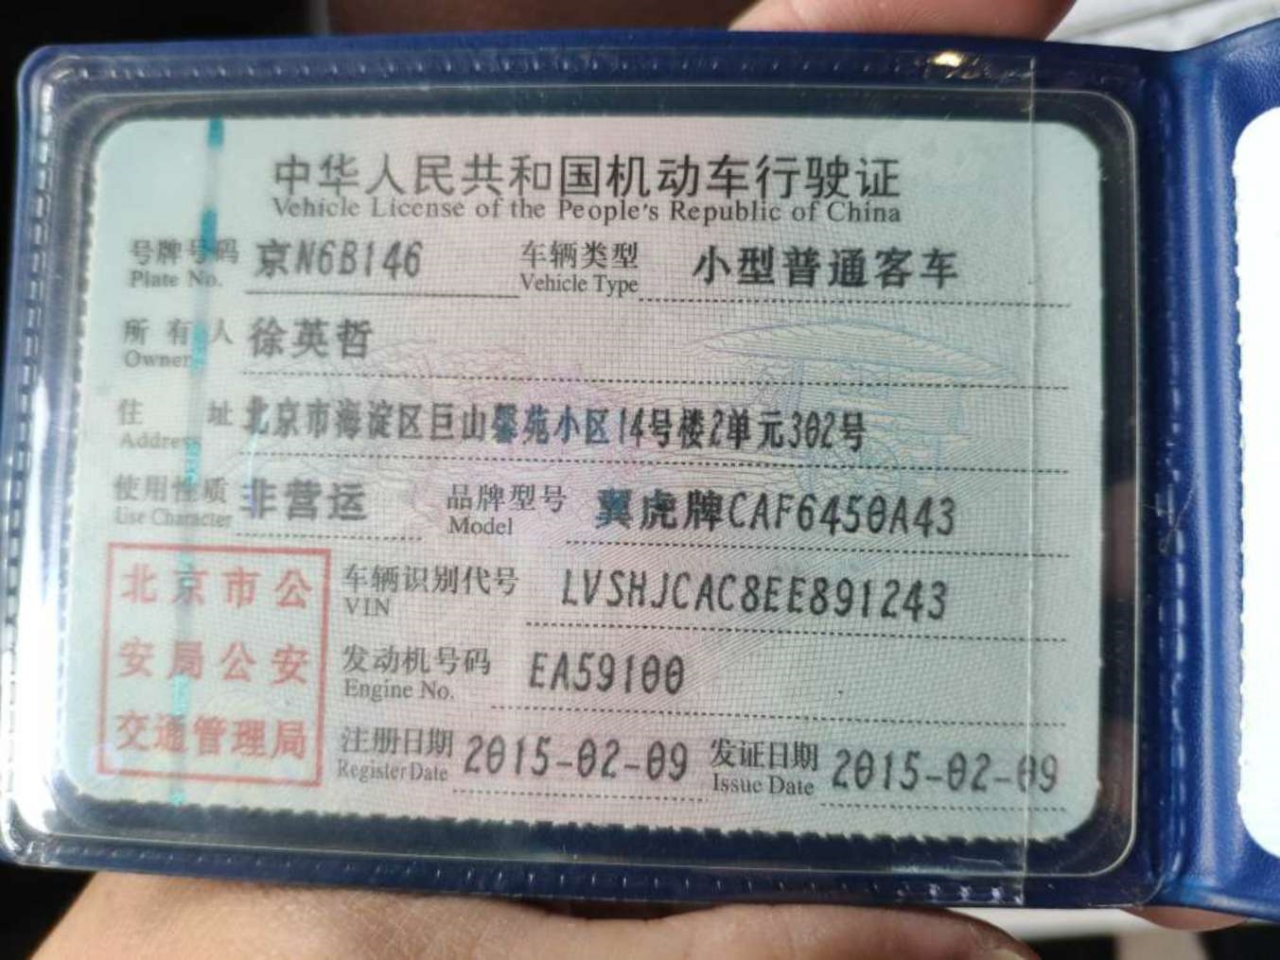 中华人民共和国机动车行驶证
Vehicle License of the People's Republic of China
号牌号码 京N6B146 车辆类型 小型普通客车
Plate No. Vehicle Type
所有人 徐英哲
Owner
住址 北京市海淀区巨山馨苑小区14号楼2单元302号
Address
使用性质 非营运 品牌型号 翼虎牌CAF6450A43
Use Character Model
车辆识别代号 LVSHJCAC8EE891243
VIN
发动机号码 EA59100
Engine No.
注册日期 2015-02-09 发证日期 2015-02-09
Register Date Issue Date
北京市公
安局公安
交通管理局